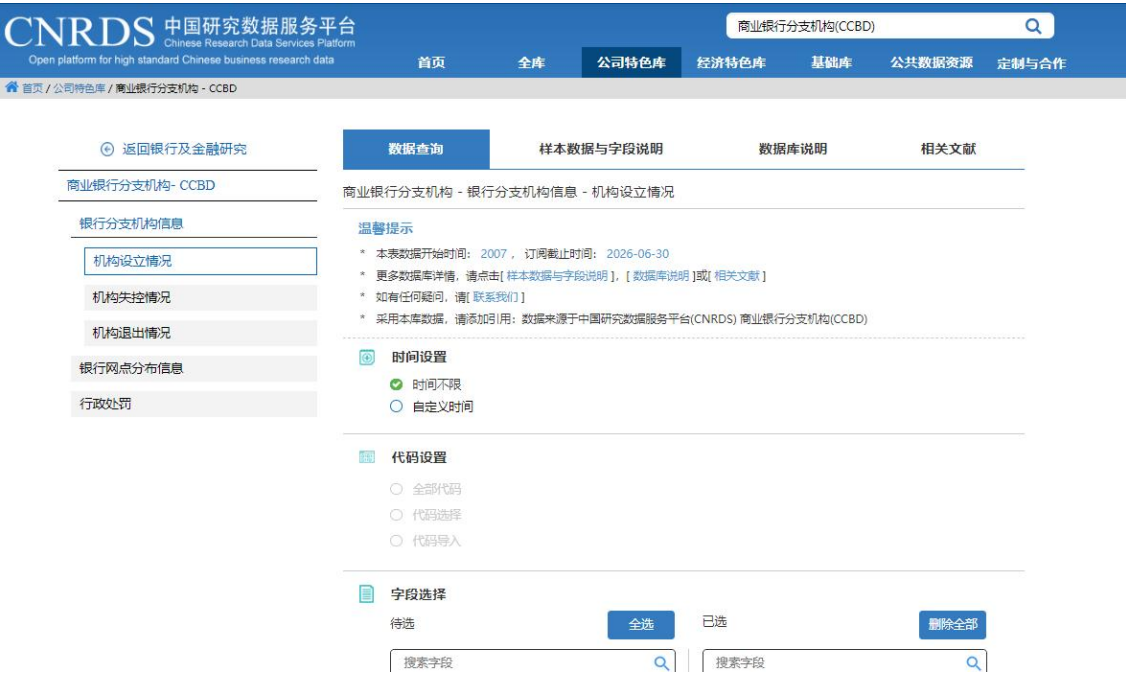 CNRDS 中国研究数据服务平台
Chinese Research Data Services Platform
Open platform for high standard Chinese business research data
商业银行分支机构(CCBD)
首页 全库 公司特色库 经济特色库 基础库 公共数据资源 定制与合作
首页 / 公司特色库 / 商业银行分支机构 - CCBD
返回银行及金融研究
商业银行分支机构- CCBD
银行分支机构信息
机构设立情况
机构失控情况
机构退出情况
银行网点分布信息
行政处罚
数据查询 样本数据与字段说明 数据库说明 相关文献
商业银行分支机构 - 银行分支机构信息 - 机构设立情况
温馨提示
* 本表数据开始时间: 2007 , 订阅截止时间: 2026-06-30
* 更多数据库详情, 请点击[ 样本数据与字段说明 ], [ 数据库说明 ]或[ 相关文献 ]
* 如有任何疑问, 请[ 联系我们 ]
* 采用本库数据, 请添加引用: 数据来源于中国研究数据服务平台(CNRDS) 商业银行分支机构(CCBD)
时间设置
时间不限
自定义时间
代码设置
全部代码
代码选择
代码导入
字段选择
待选 全选 已选 删除全部
搜索字段 搜索字段